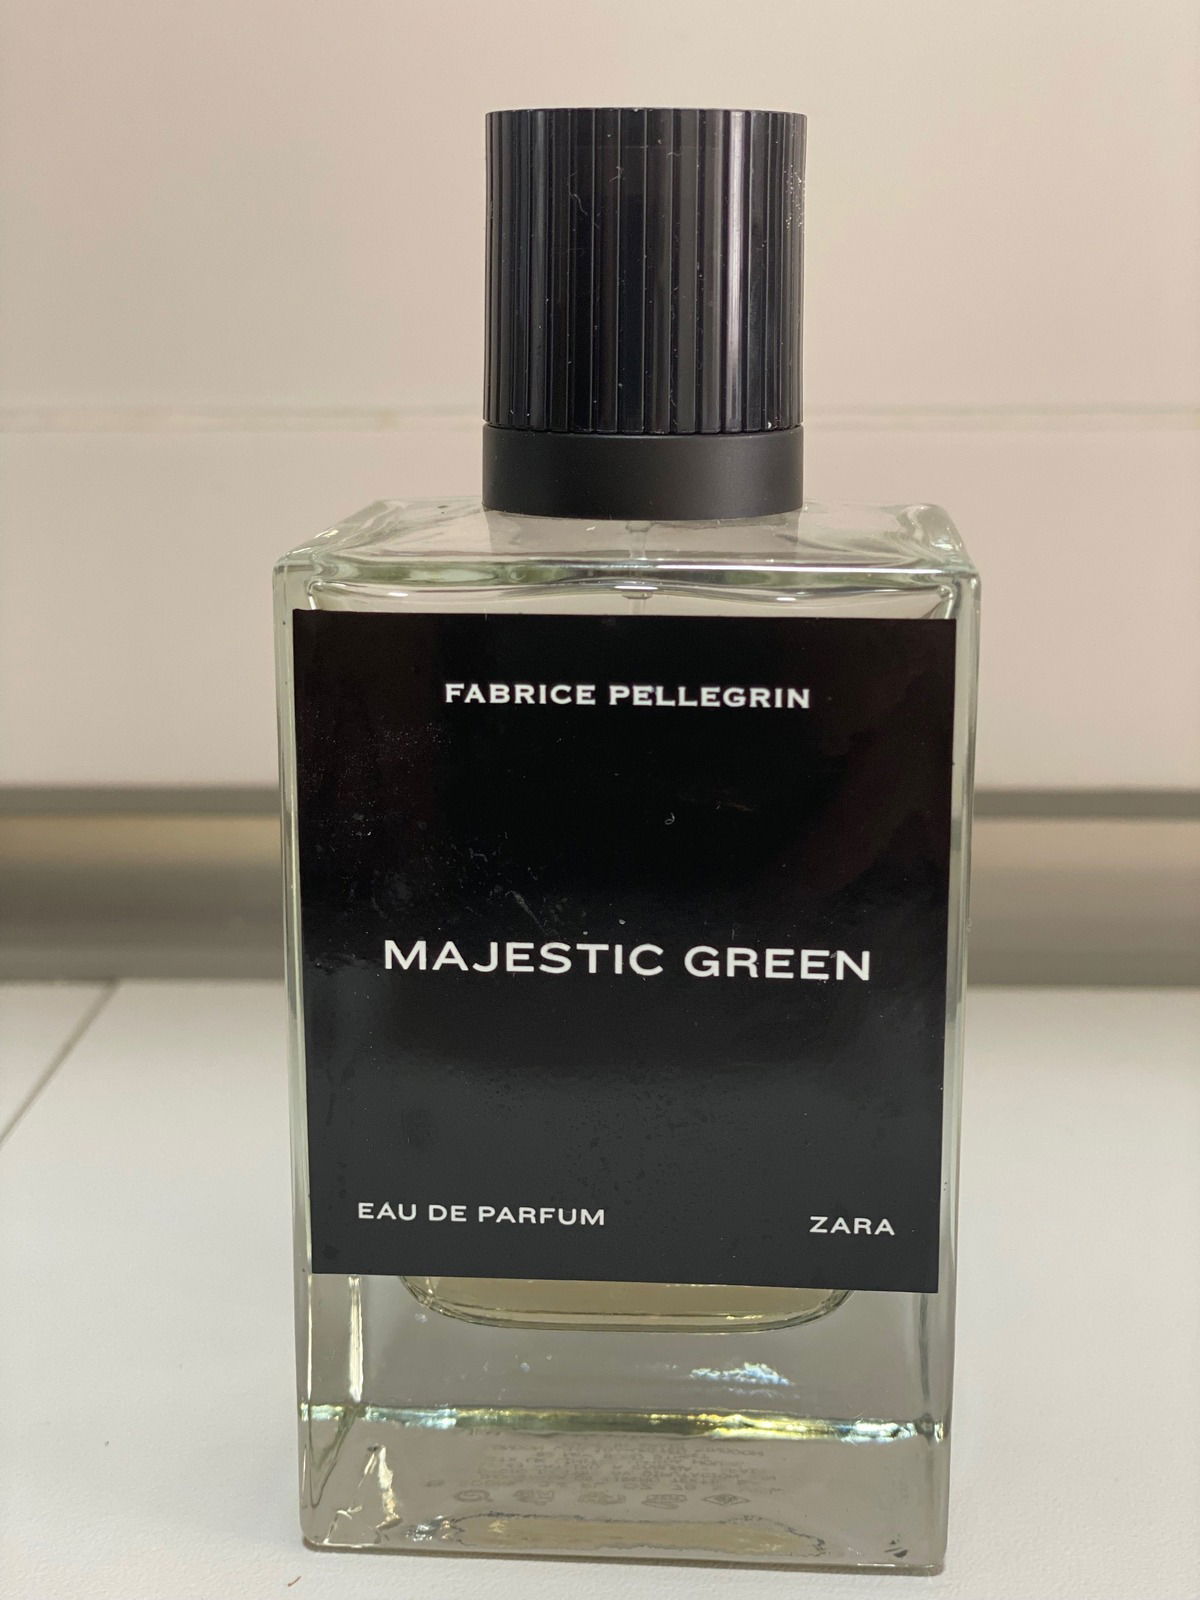 FABRICE PELLEGRIN
MAJESTIC GREEN
EAU DE PARFUM
ZARA